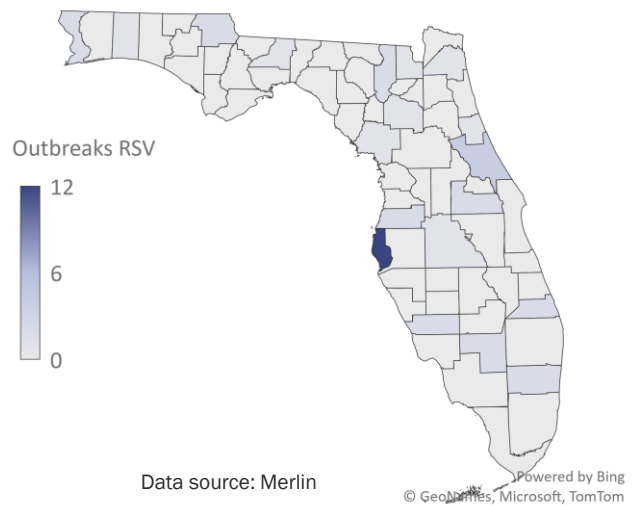 Outbreaks RSV
12
6
0
Data source: Merlin
Powered by Bing
© GeoNames, Microsoft, TomTom